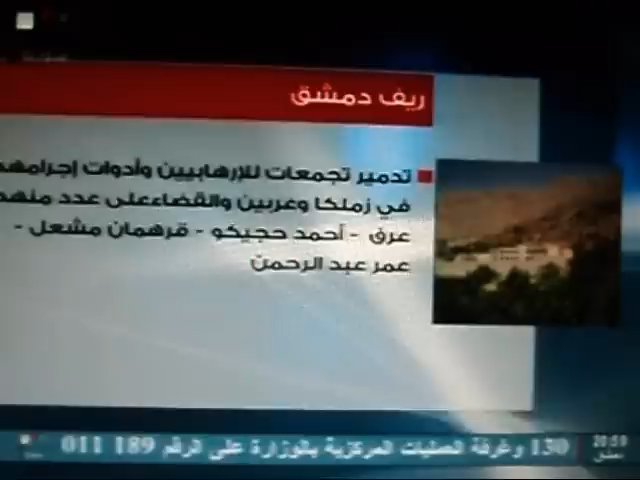 ريف دمشق
تدمير تجمعات للإرهابيين وأدوات إجرامهم
في زملكا وعربين والقضاءعلى عدد منهم
عرق - أحمد حجيكو - قرهمان مشعل -
عمر عبد الرحمن
130 وغرفة العمليات المركزية بالوزارة على الرقم 189 011
20:59
دمشق